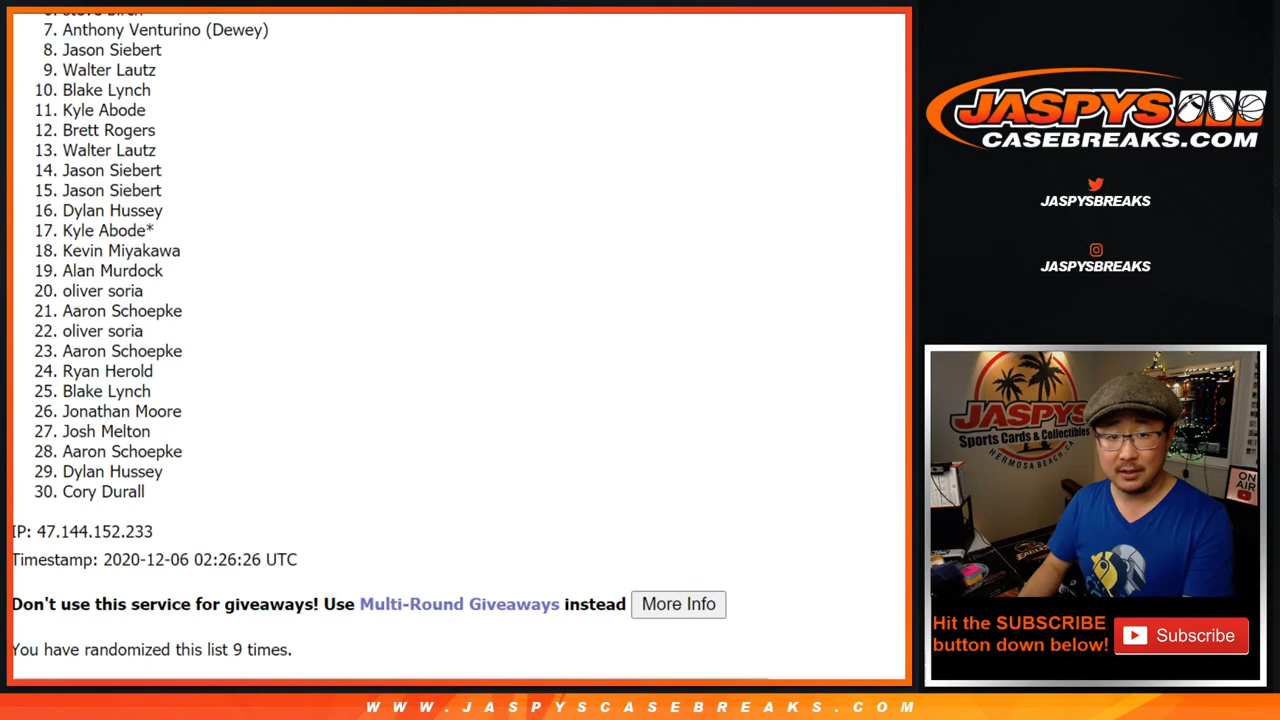 7. Anthony Venturino (Dewey)
8. Jason Siebert
9. Walter Lautz
10. Blake Lynch
11. Kyle Abode
12. Brett Rogers
13. Walter Lautz
14. Jason Siebert
15. Jason Siebert
16. Dylan Hussey
17. Kyle Abode*
18. Kevin Miyakawa
19. Alan Murdock
20. oliver soria
21. Aaron Schoepke
22. oliver soria
23. Aaron Schoepke
24. Ryan Herold
25. Blake Lynch
26. Jonathan Moore
27. Josh Melton
28. Aaron Schoepke
29. Dylan Hussey
30. Cory Durall
IP: 47.144.152.233
Timestamp: 2020-12-06 02:26:26 UTC
Don't use this service for giveaways! Use Multi-Round Giveaways instead More Info
You have randomized this list 9 times.
JASPYS
CASEBREAKS.COM
JASPYSBREAKS
JASPYSBREAKS
JASPYS
Sports Cards & Collectibles
HERMOSA BEACH, CA
ON
AIR
Hit the SUBSCRIBE
button down below!
Subscribe
WWW.JASPYSCASEBREAKS.COM